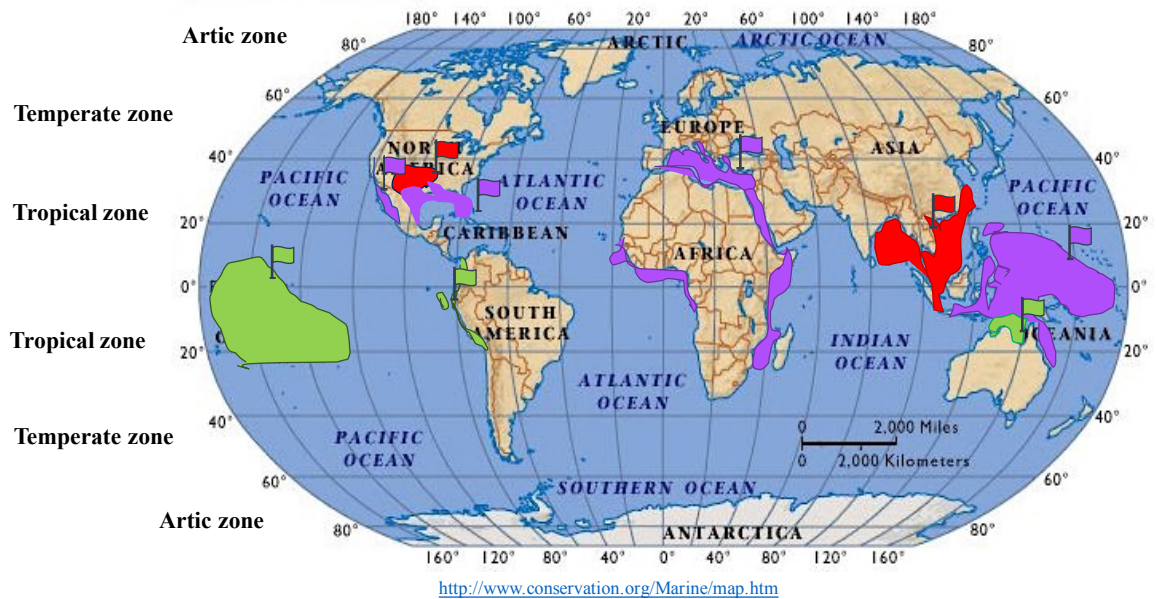 180° 140° 100° 60° 20° 20° 60° 100° 140° 180°
Artic zone
80° ARCTIC ARCTIC OCEAN 80°
Temperate zone
60° 60°
EUROPE
40° NORTH AMERICA ASIA 40°
PACIFIC OCEAN
ATLANTIC OCEAN
PACIFIC OCEAN
Tropical zone
20° CARIBBEAN 20°
AFRICA
0° 0°
SOUTH AMERICA
OCEANIA
Tropical zone
20° INDIAN OCEAN 20°
ATLANTIC OCEAN
40° 40°
Temperate zone
PACIFIC OCEAN
0 2,000 Miles
0 2,000 Kilometers
60° SOUTHERN OCEAN 60°
Artic zone
80° ANTARCTICA 80°
160° 120° 80° 40° 0° 40° 80° 120° 160°
http://www.conservation.org/Marine/map.htm